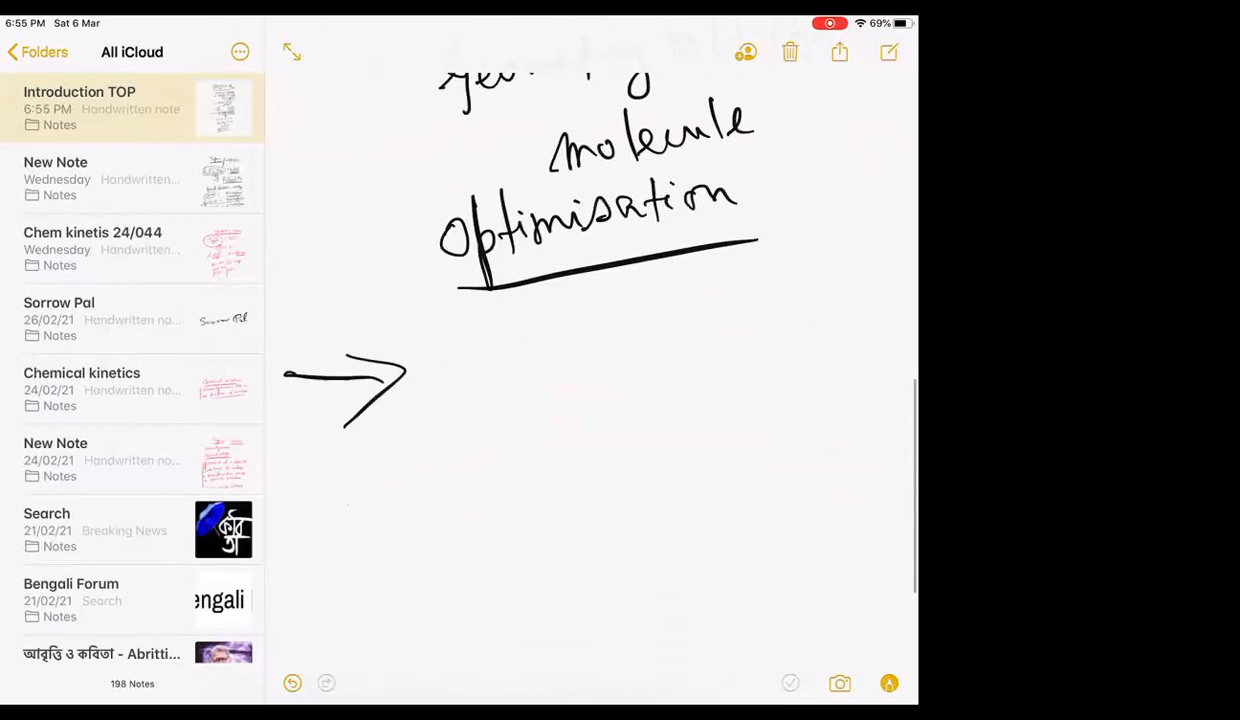 6:55 PM Sat 6 Mar
69%
Folders
All iCloud
Introduction TOP
6:55 PM Handwritten note
Notes
New Note
Wednesday Handwritten...
Notes
Chem kinetis 24/044
Wednesday Handwritten...
Notes
Sorrow Pal
26/02/21 Handwritten no...
Notes
Chemical kinetics
24/02/21 Handwritten no...
Notes
New Note
24/02/21 Handwritten no...
Notes
Search
21/02/21 Breaking News
Notes
কবি
তা
Bengali Forum
21/02/21 Search
Notes
engali
আবৃত্তি ও কবিতা - Abritti...
198 Notes
molecule
optimisation